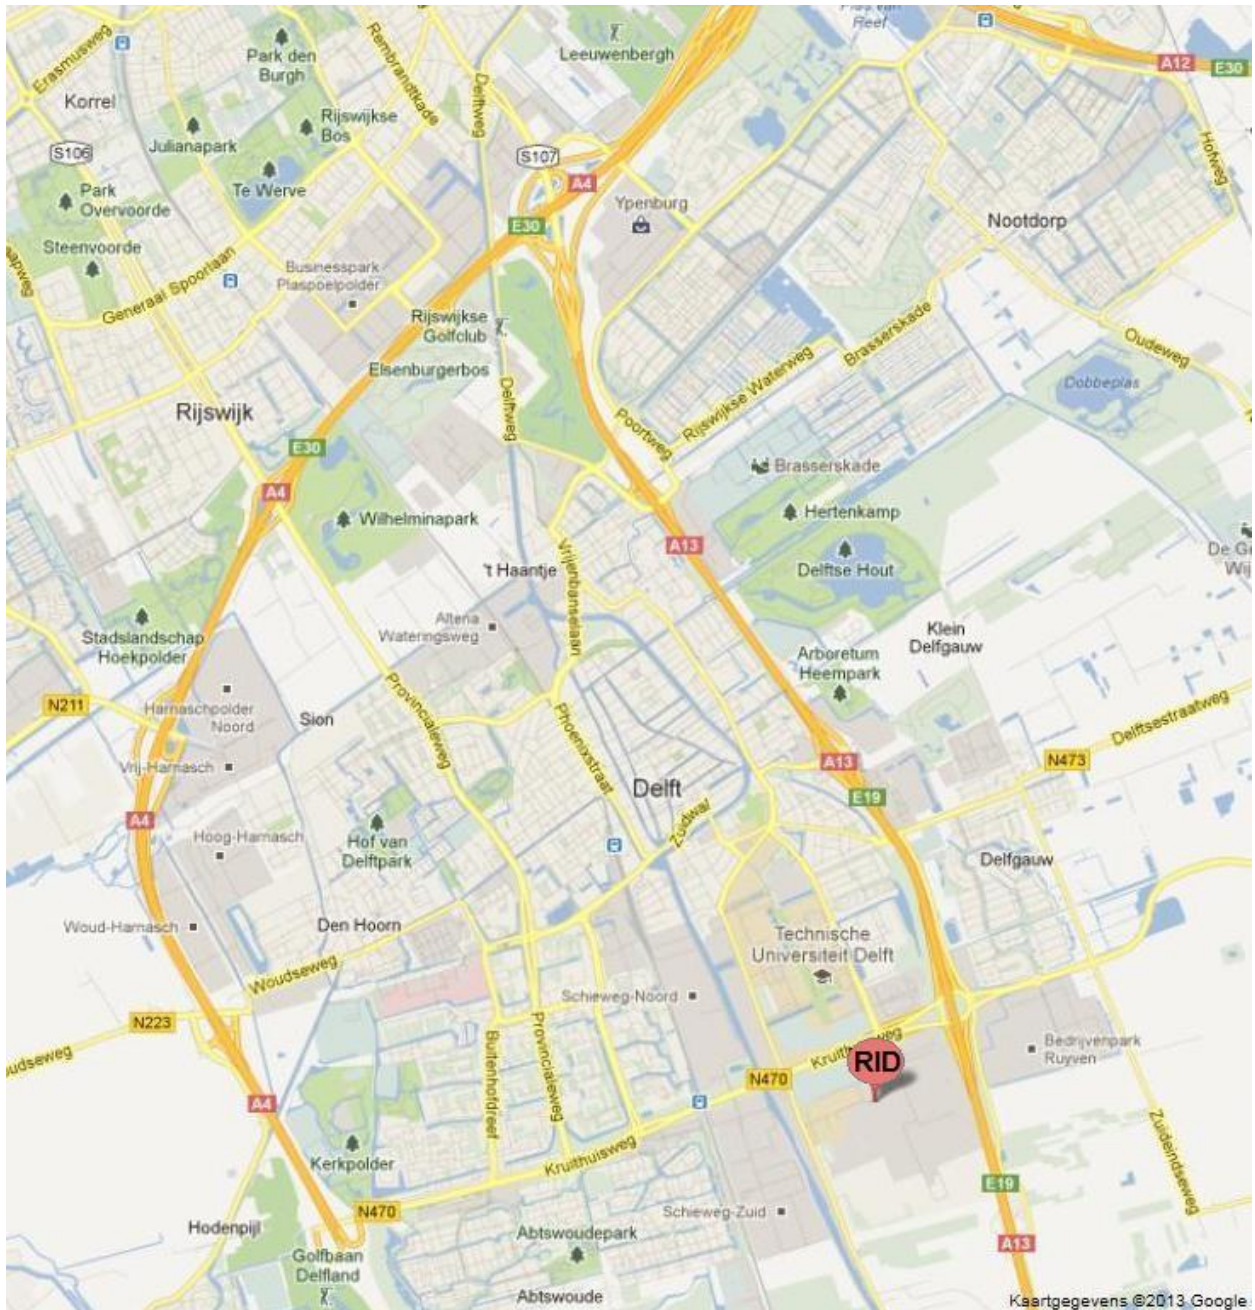 Plas van
Reef
Erasmusweg
Park den
Burgh
Rembrandtkade
Delftweg
Leeuwenbergh
A12
E30
Korrel
Rijswijkse
Bos
Julianapark
S106
S107
Hofweg
Te Werve
A4
Park
Overvoorde
Ypenburg
E30
Nootdorp
Steenvoorde
Generaal Spoorlaan
Businesspark
Plaspoelpolder
Rijswijkse
Golfclub
Brasserskade
Oudeweg
Elsenburgerbos
Rijswijkse Waterweg
Dobbeplas
Delftweg
Poortweg
Rijswijk
E30
Brasserskade
A4
Wilhelminapark
Hertenkamp
A13
't Haantje
Vrijenbanselaan
Delftse Hout
Stadslandschap
Hoekpolder
Altena
Wateringsweg
Klein
Delfgauw
Arboretum
Heempark
N211
Harnaschpolder
Noord
Sion
Provincialeweg
Phoenixstraat
Delftsestraatweg
Vrij-Harnasch
A13
N473
Delft
E19
A4
Zuidwal
Hoog-Harnasch
Hof van
Delftpark
Delfgauw
Woud-Harnasch
Den Hoorn
Technische
Universiteit Delft
Woudseweg
Schieweg-Noord
N223
Buitenhofdreef
Provincialeweg
Bedrijvenpark
Ruyven
RID
N470
A4
Zuideindseweg
Kruithuisweg
Kerkpolder
E19
N470
Schieweg-Zuid
Hodenpijl
Abtswoudepark
A13
Golfbaan
Delfland
Abtswoude
Kaartgegevens ©2013 Google